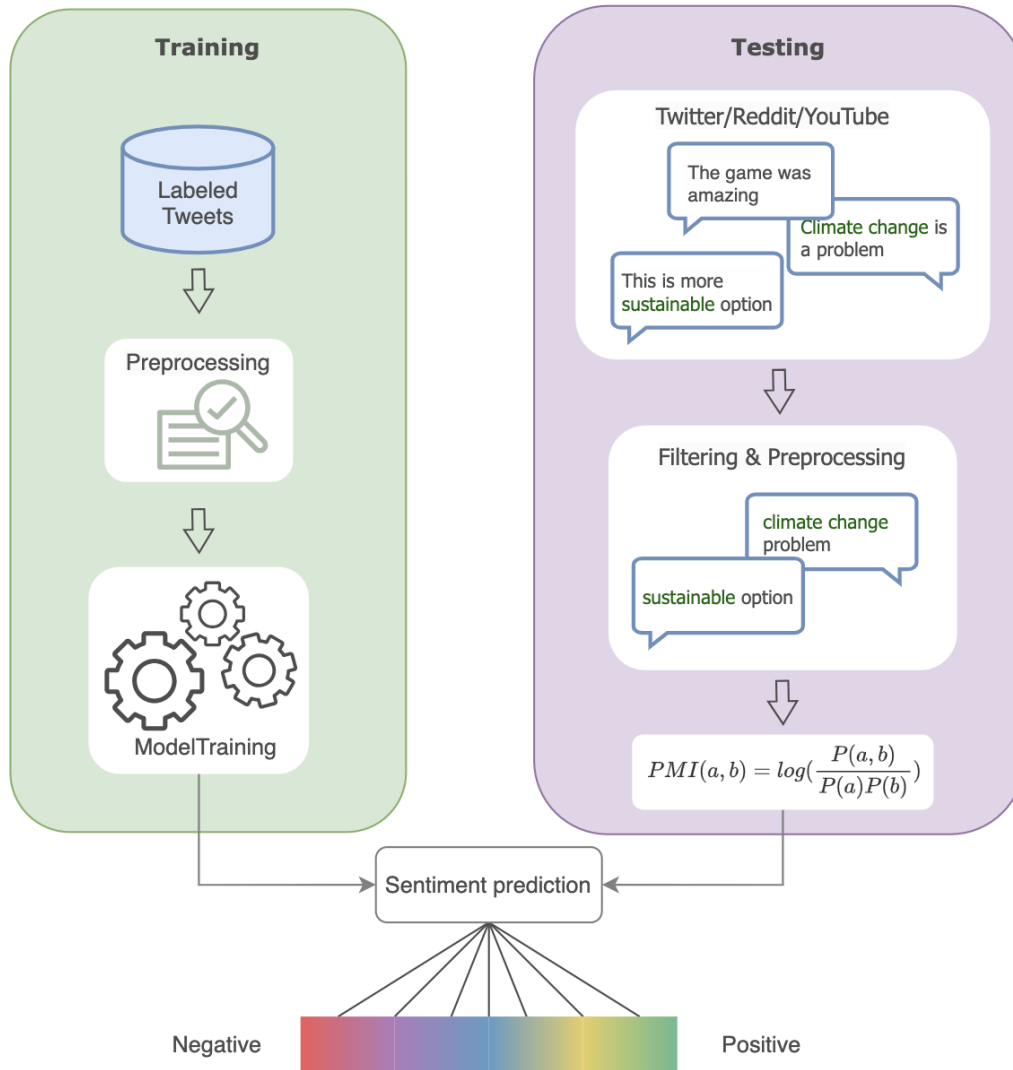 Training
Labeled
Tweets
Preprocessing
ModelTraining
Testing
Twitter/Reddit/YouTube
The game was
amazing
Climate change is
a problem
This is more
sustainable option
Filtering & Preprocessing
climate change
problem
sustainable option
PMI(a, b) = log(P(a, b) / P(a)P(b))
Sentiment prediction
Negative
Positive